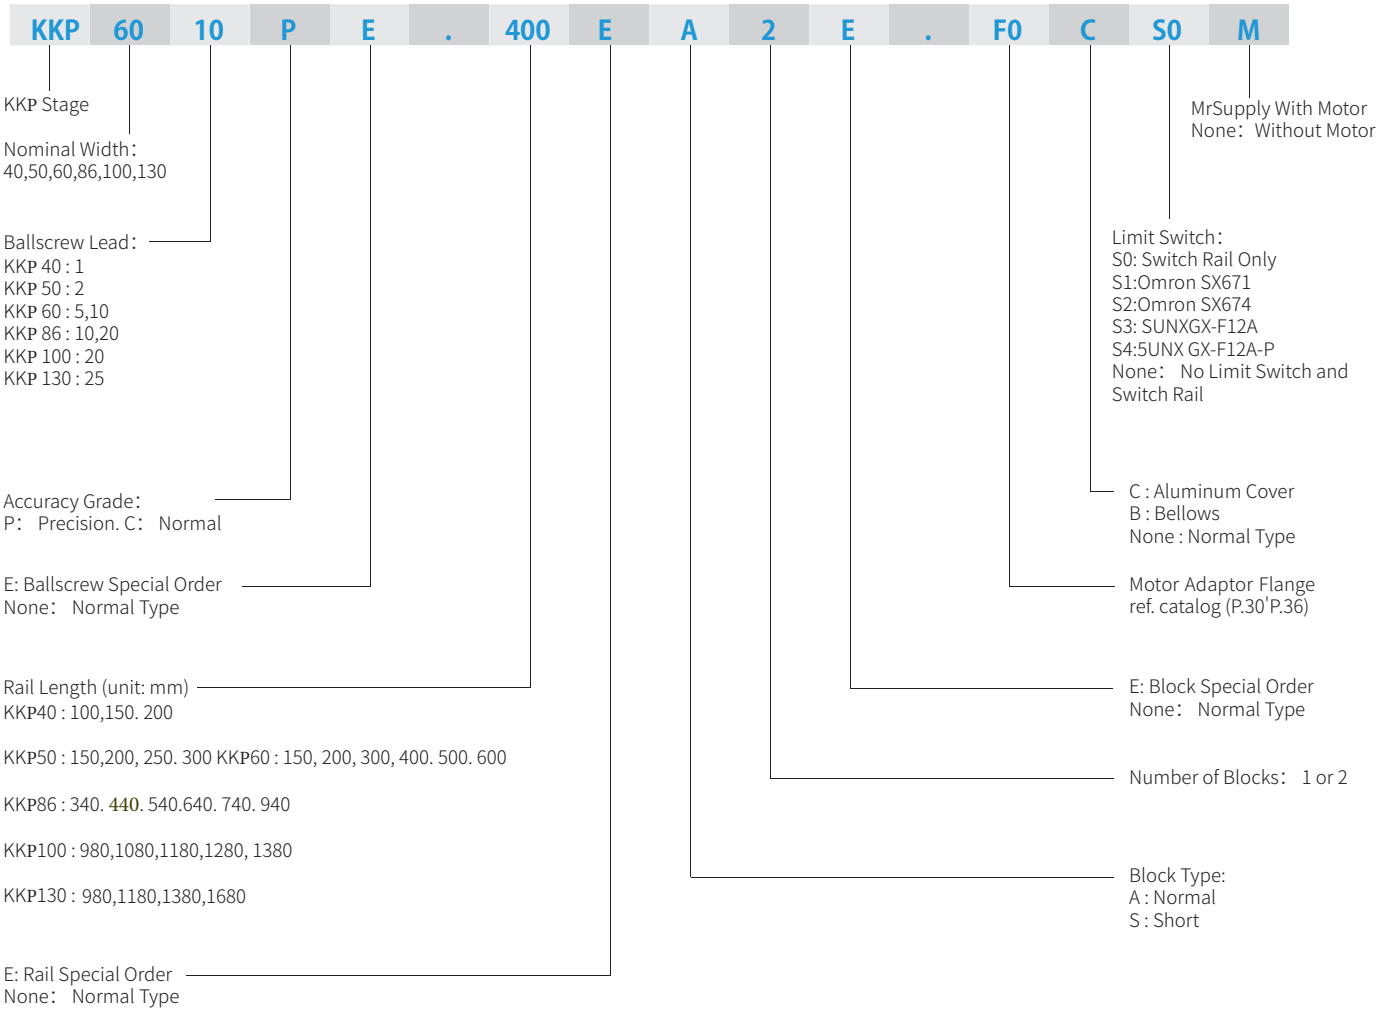 KKP 60 10 P E . 400 E A 2 E . F0 C S0 M
KKP Stage
Nominal Width：
40,50,60,86,100,130
Ballscrew Lead：
KKP 40 : 1
KKP 50 : 2
KKP 60 : 5,10
KKP 86 : 10,20
KKP 100 : 20
KKP 130 : 25
Accuracy Grade：
P： Precision. C： Normal
E: Ballscrew Special Order
None： Normal Type
Rail Length (unit: mm)
KKP40 : 100,150. 200
KKP50 : 150,200, 250. 300 KKP60 : 150, 200, 300, 400. 500. 600
KKP86 : 340. 440. 540.640. 740. 940
KKP100 : 980,1080,1180,1280, 1380
KKP130 : 980,1180,1380,1680
E: Rail Special Order
None： Normal Type
MrSupply With Motor
None： Without Motor
Limit Switch：
S0: Switch Rail Only
S1:Omron SX671
S2:Omron SX674
S3: SUNXGX-F12A
S4:5UNX GX-F12A-P
None： No Limit Switch and
Switch Rail
C : Aluminum Cover
B : Bellows
None : Normal Type
Motor Adaptor Flange
ref. catalog (P.30'P.36)
E: Block Special Order
None： Normal Type
Number of Blocks： 1 or 2
Block Type:
A : Normal
S : Short